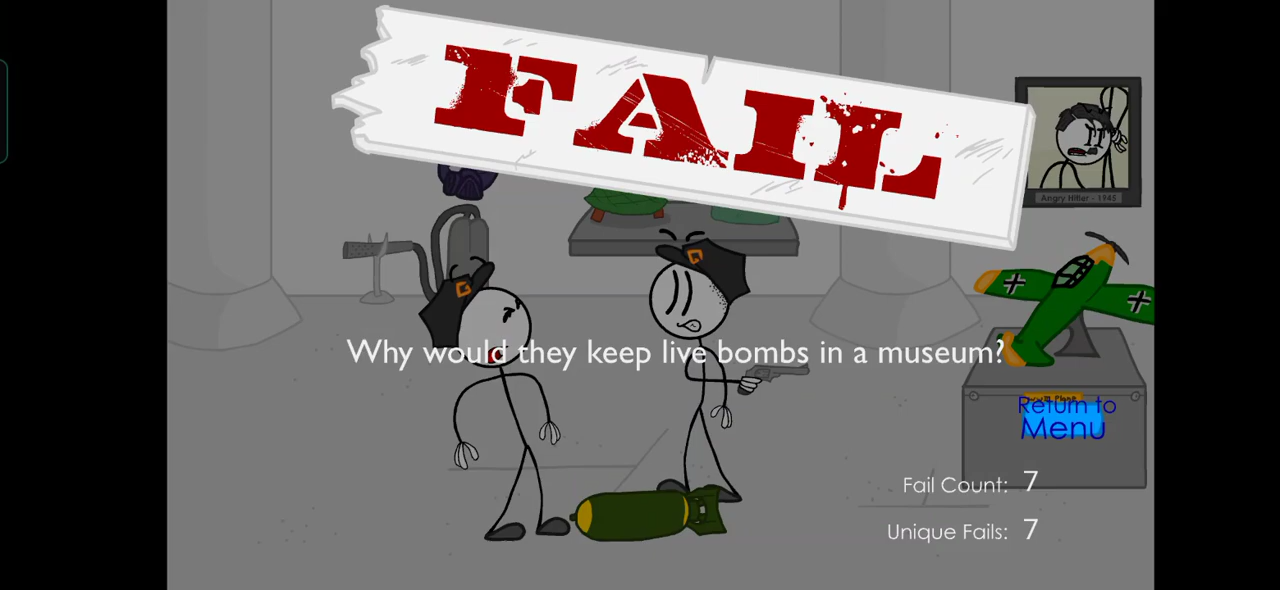 FAIL
Angry Hitler - 1945
Why would they keep live bombs in a museum?
Return to
Menu
Fail Count: 7
Unique Fails: 7